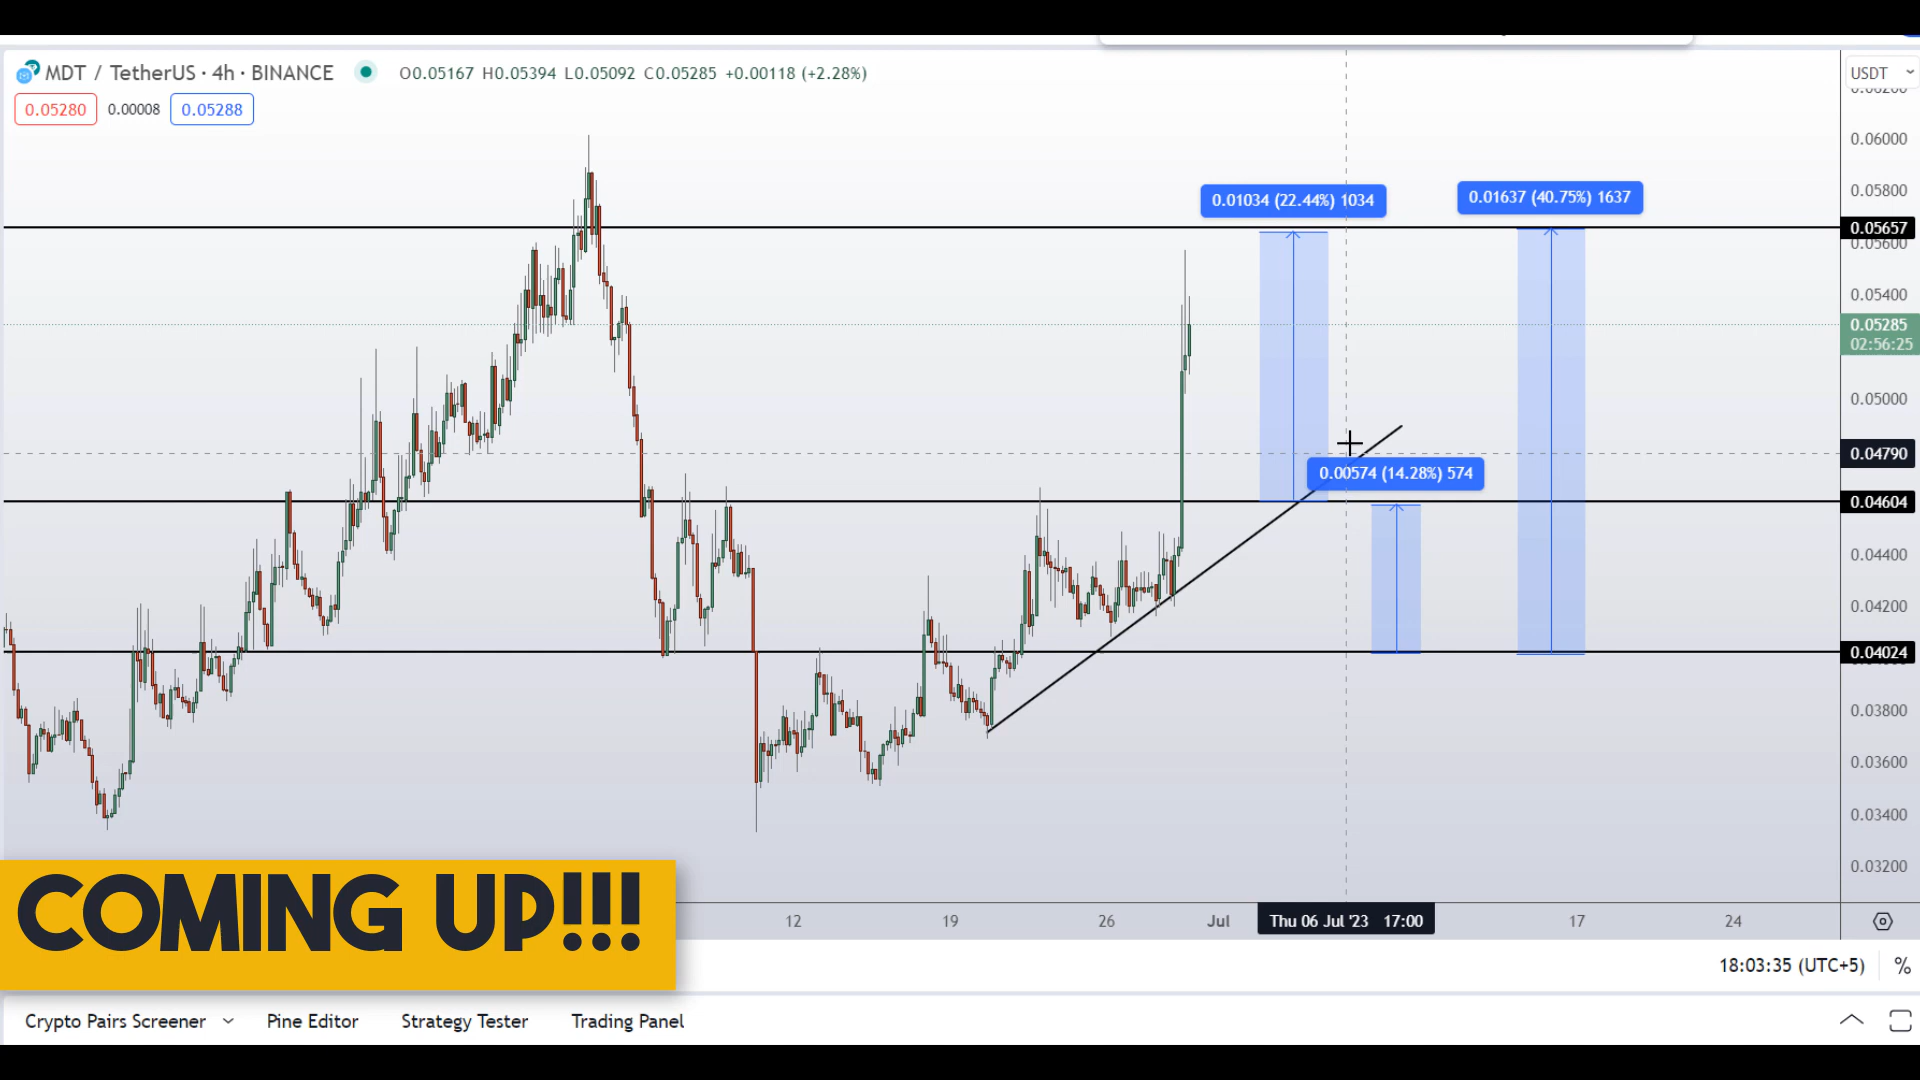 MDT / TetherUS · 4h · BINANCE O0.05167 H0.05394 L0.05092 C0.05285 +0.00118 (+2.28%)
USDT
0.05280 0.00008 0.05288
0.06200
0.06000
0.05800
0.01034 (22.44%) 1034
0.01637 (40.75%) 1637
0.05657
0.05600
0.05400
0.05285
02:56:25
0.05000
0.04790
0.00574 (14.28%) 574
0.04604
0.04400
0.04200
0.04024
0.03800
0.03600
0.03400
0.03200
COMING UP!!!
12 19 26 Jul Thu 06 Jul '23 17:00 17 24
18:03:35 (UTC+5) %
Crypto Pairs Screener Pine Editor Strategy Tester Trading Panel